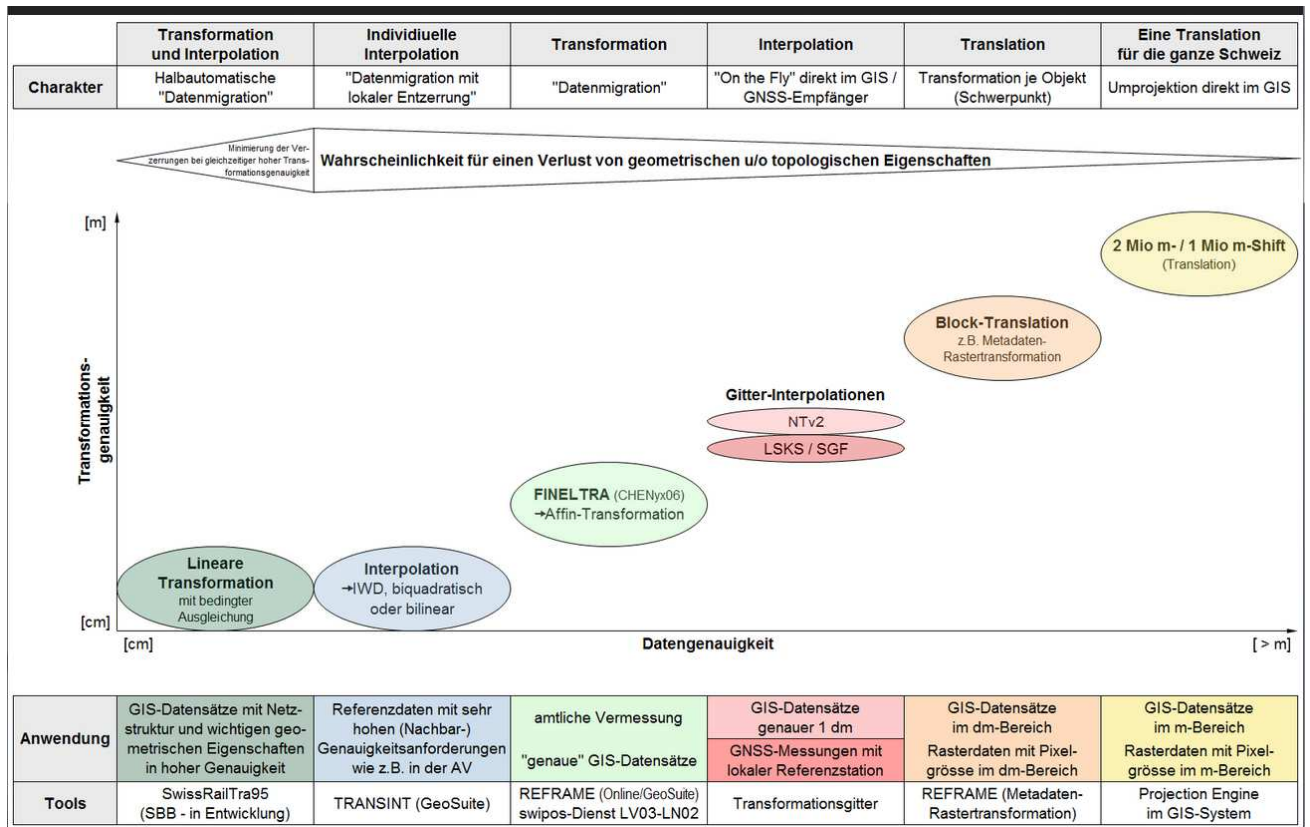 Transformation und Interpolation
Individiuelle Interpolation
Transformation
Interpolation
Translation
Eine Translation für die ganze Schweiz
Charakter
Halbautomatische "Datenmigration"
"Datenmigration mit lokaler Entzerrung"
"Datenmigration"
"On the Fly" direkt im GIS / GNSS-Empfänger
Transformation je Objekt (Schwerpunkt)
Umprojektion direkt im GIS
Minimierung der Ver-
zerrungen bei gleichzeitiger hoher Trans-
formationsgenauigkeit
Wahrscheinlichkeit für einen Verlust von geometrischen u/o topologischen Eigenschaften
[m]
2 Mio m- / 1 Mio m-Shift
(Translation)
Block-Translation
z.B. Metadaten-
Rastertransformation
Transformations-
genauigkeit
Gitter-Interpolationen
NTv2
LSKS / SGF
FINELTRA (CHENyx06)
→Affin-Transformation
Lineare
Transformation
mit bedingter
Ausgleichung
Interpolation
→IWD, biquadratisch
oder bilinear
[cm]
[cm]
Datengenauigkeit
[ > m]
Anwendung
GIS-Datensätze mit Netz-
struktur und wichtigen geo-
metrischen Eigenschaften
in hoher Genauigkeit
Referenzdaten mit sehr
hohen (Nachbar-)
Genauigkeitsanforderungen
wie z.B. in der AV
amtliche Vermessung
"genaue" GIS-Datensätze
GIS-Datensätze
genauer 1 dm
GNSS-Messungen mit
lokaler Referenzstation
GIS-Datensätze
im dm-Bereich
Rasterdaten mit Pixel-
grösse im dm-Bereich
GIS-Datensätze
im m-Bereich
Rasterdaten mit Pixel-
grösse im m-Bereich
Tools
SwissRailTra95
(SBB - in Entwicklung)
TRANSINT (GeoSuite)
REFRAME (Online/GeoSuite)
swipos-Dienst LV03-LN02
Transformationsgitter
REFRAME (Metadaten-
Rastertransformation)
Projection Engine
im GIS-System